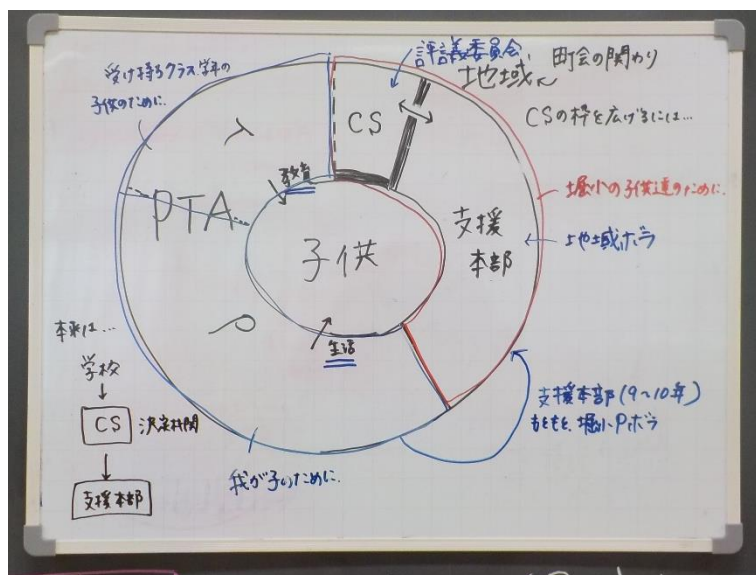 受け持ちクラス、学年の
子供のために.
評議委員会、
地域へ
町会の関わり
CSの枠を広げるには…
CS
教育
PTA
子供
支援
本部
堀小の子供達のために.
地域ボラ
生活
本来は…
学校
CS 決定機関
支援本部
我が子のために.
支援本部(9~10年)
もともと、堀小Pボラ